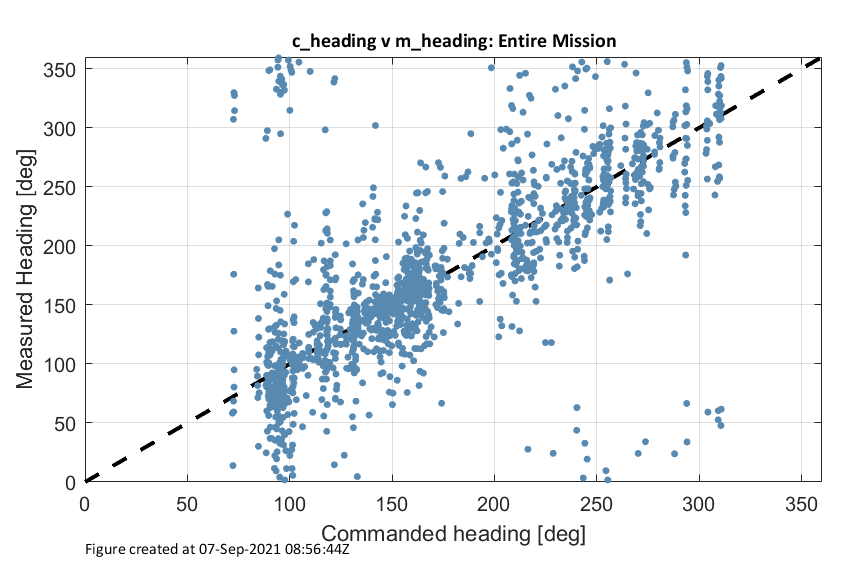 c_heading v m_heading: Entire Mission
350
300
250
200
150
100
50
0
Measured Heading [deg]
0 50 100 150 200 250 300 350
Commanded heading [deg]
Figure created at 07-Sep-2021 08:56:44Z